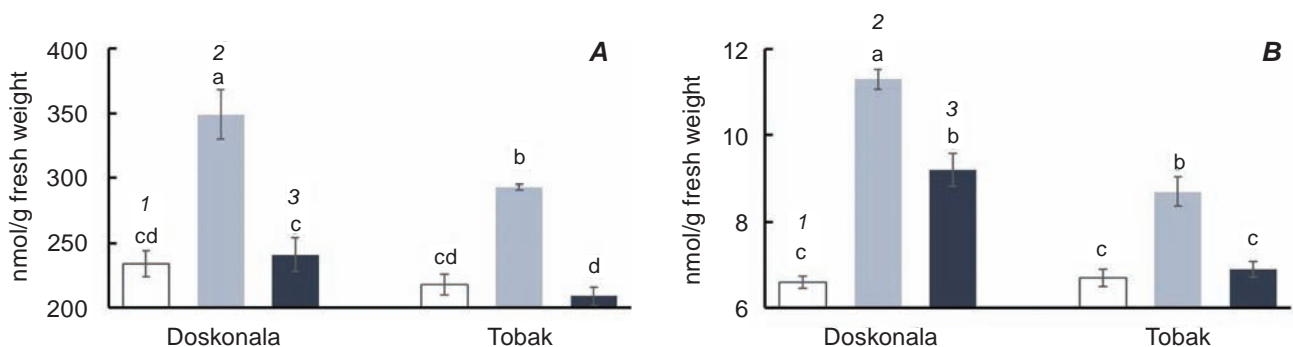 A
nmol/g fresh weight
400
350
300
250
200
1
cd
2
a
3
c
cd
b
d
Doskonala
Tobak
B
nmol/g fresh weight
12
10
8
6
1
c
2
a
3
b
c
b
c
Doskonala
Tobak